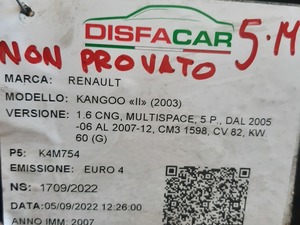 DISFACAR
5-14
NON PROVATO
MARCA: RENAULT
MODELLO: KANGOO «II» (2003)
VERSIONE: 1.6 CNG, MULTISPACE, 5 P., DAL 2005
-06 AL 2007-12, CM3 1598, CV 82, KW
60 (G)
P5: K4M754
EMISSIONE: EURO 4
NS: 1709/2022
DATA: 05/09/2022 12:26:00
ANNO IMM: 2007